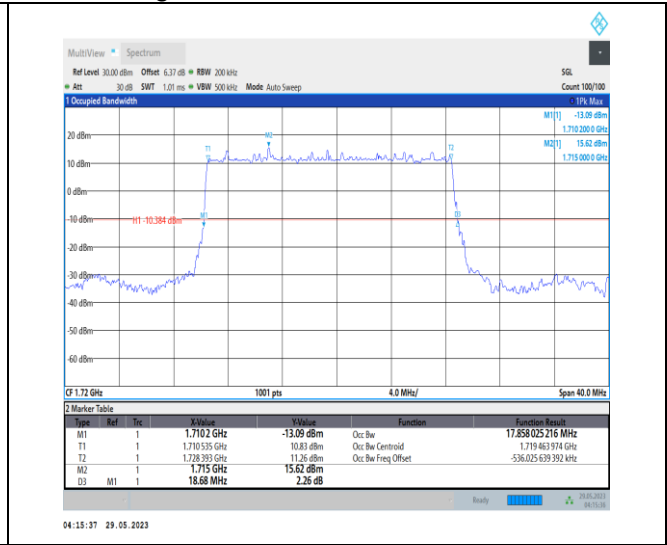 MultiView Spectrum
Ref Level 30.00 dBm Offset 6.37 dB RBW 200 kHz SGL
Att 30 dB SWT 1.01 ms VBW 500 kHz Mode Auto Sweep Count 100/100
1 Occupied Bandwidth 1Pk Max
M1[1] -13.09 dBm
1.710 200 0 GHz
M2[1] 15.62 dBm
1.715 000 0 GHz
20 dBm
M2
T1
T2
10 dBm
0 dBm
M1
D3
-10 dBm
H1 -10.384 dBm
-20 dBm
-30 dBm
-40 dBm
-50 dBm
-60 dBm
CF 1.72 GHz 1001 pts 4.0 MHz/ Span 40.0 MHz
2 Marker Table
Type Ref Trc X-Value Y-Value Function Function Result
M1 1 1.710 2 GHz -13.09 dBm Occ Bw 17.858 025 216 MHz
T1 1 1.710 535 GHz 10.83 dBm Occ Bw Centroid 1.719 463 974 GHz
T2 1 1.728 393 GHz 11.26 dBm Occ Bw Freq Offset -536.025 639 392 kHz
M2 1 1.715 GHz 15.62 dBm
D3 M1 1 18.68 MHz 2.26 dB
Ready 29.05.2023
04:15:38
04:15:37 29.05.2023